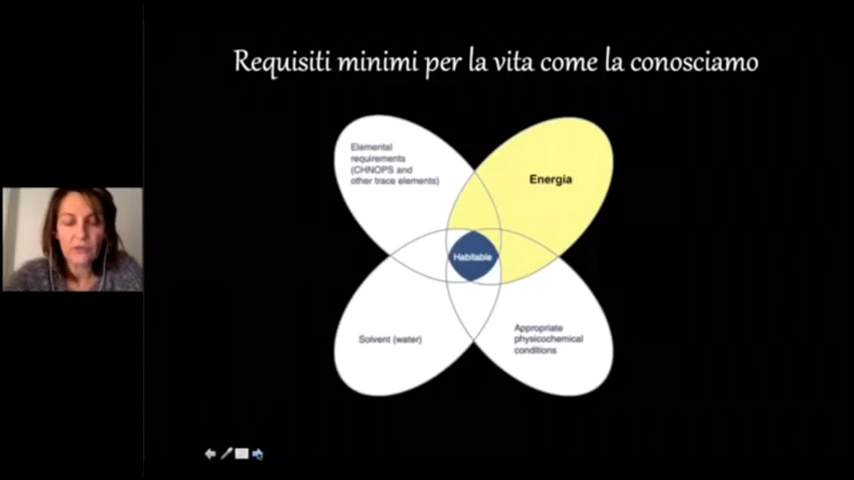 Requisiti minimi per la vita come la conosciamo
Elemental
requirements
(CHNOPS and
other trace elements)
Energía
Habitable
Solvent (water)
Appropriate
physicochemical
conditions